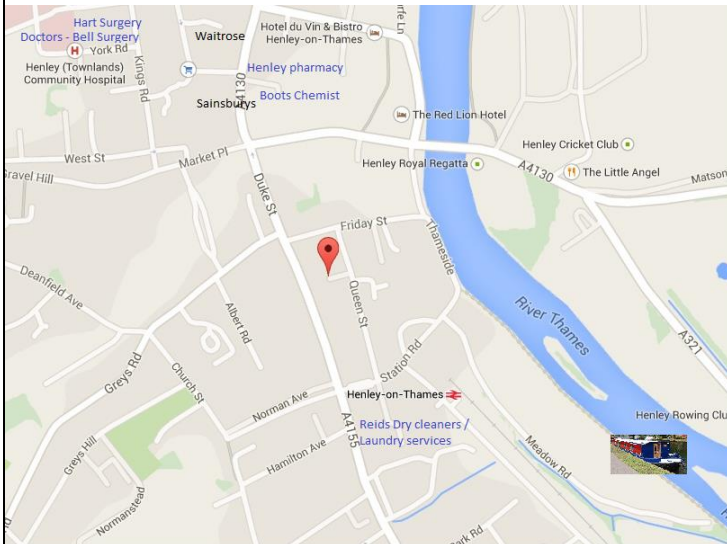 Hart Surgery
Doctors - Bell Surgery
H
York Rd
Henley (Townlands)
Community Hospital
Kings Rd
Waitrose
Hotel du Vin & Bistro
Henley-on-Thames
Henley pharmacy
Boots Chemist
Sainsburys
A4130
The Red Lion Hotel
Henley Cricket Club
Henley Royal Regatta
The Little Angel
A4130
West St
Market Pl
Gravel Hill
Duke St
Friday St
Thameside
Deanfield Ave
Albert Rd
Queen St
River Thames
A321
Greys Rd
Church St
Station Rd
Norman Ave
Henley-on-Thames
Henley Rowing Clu
Reids Dry cleaners /
Laundry services
A4155
Greys Hill
Hamilton Ave
Meadow Rd
Normanstead